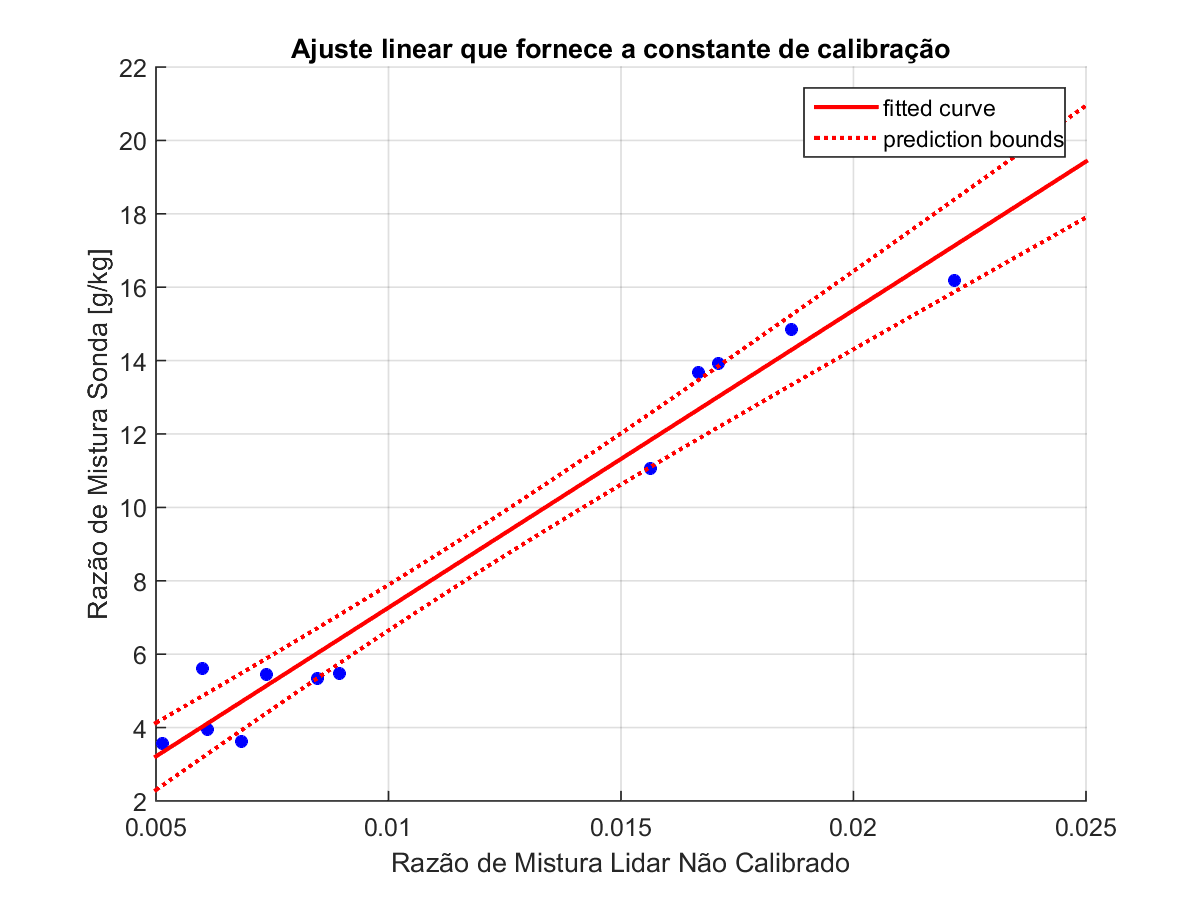 Ajuste linear que fornece a constante de calibração
fitted curve
prediction bounds
22
20
18
16
14
12
10
8
6
4
2
Razão de Mistura Sonda [g/kg]
0.005 0.01 0.015 0.02 0.025
Razão de Mistura Lidar Não Calibrado